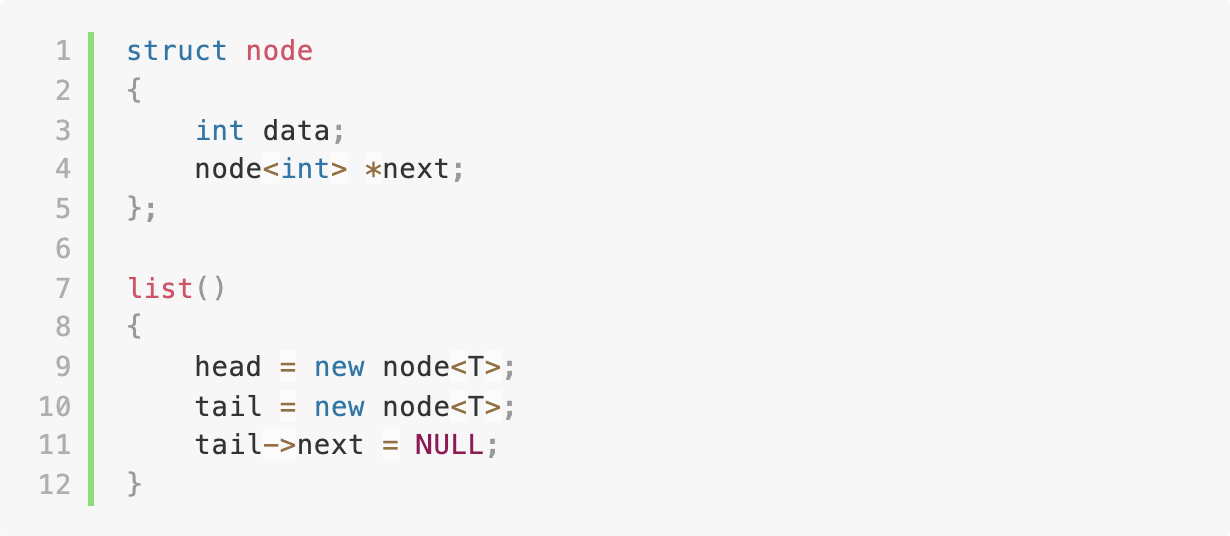 1 struct node
2 {
3     int data;
4     node<int> *next;
5 };
6
7 list()
8 {
9     head = new node<T>;
10     tail = new node<T>;
11     tail->next = NULL;
12 }